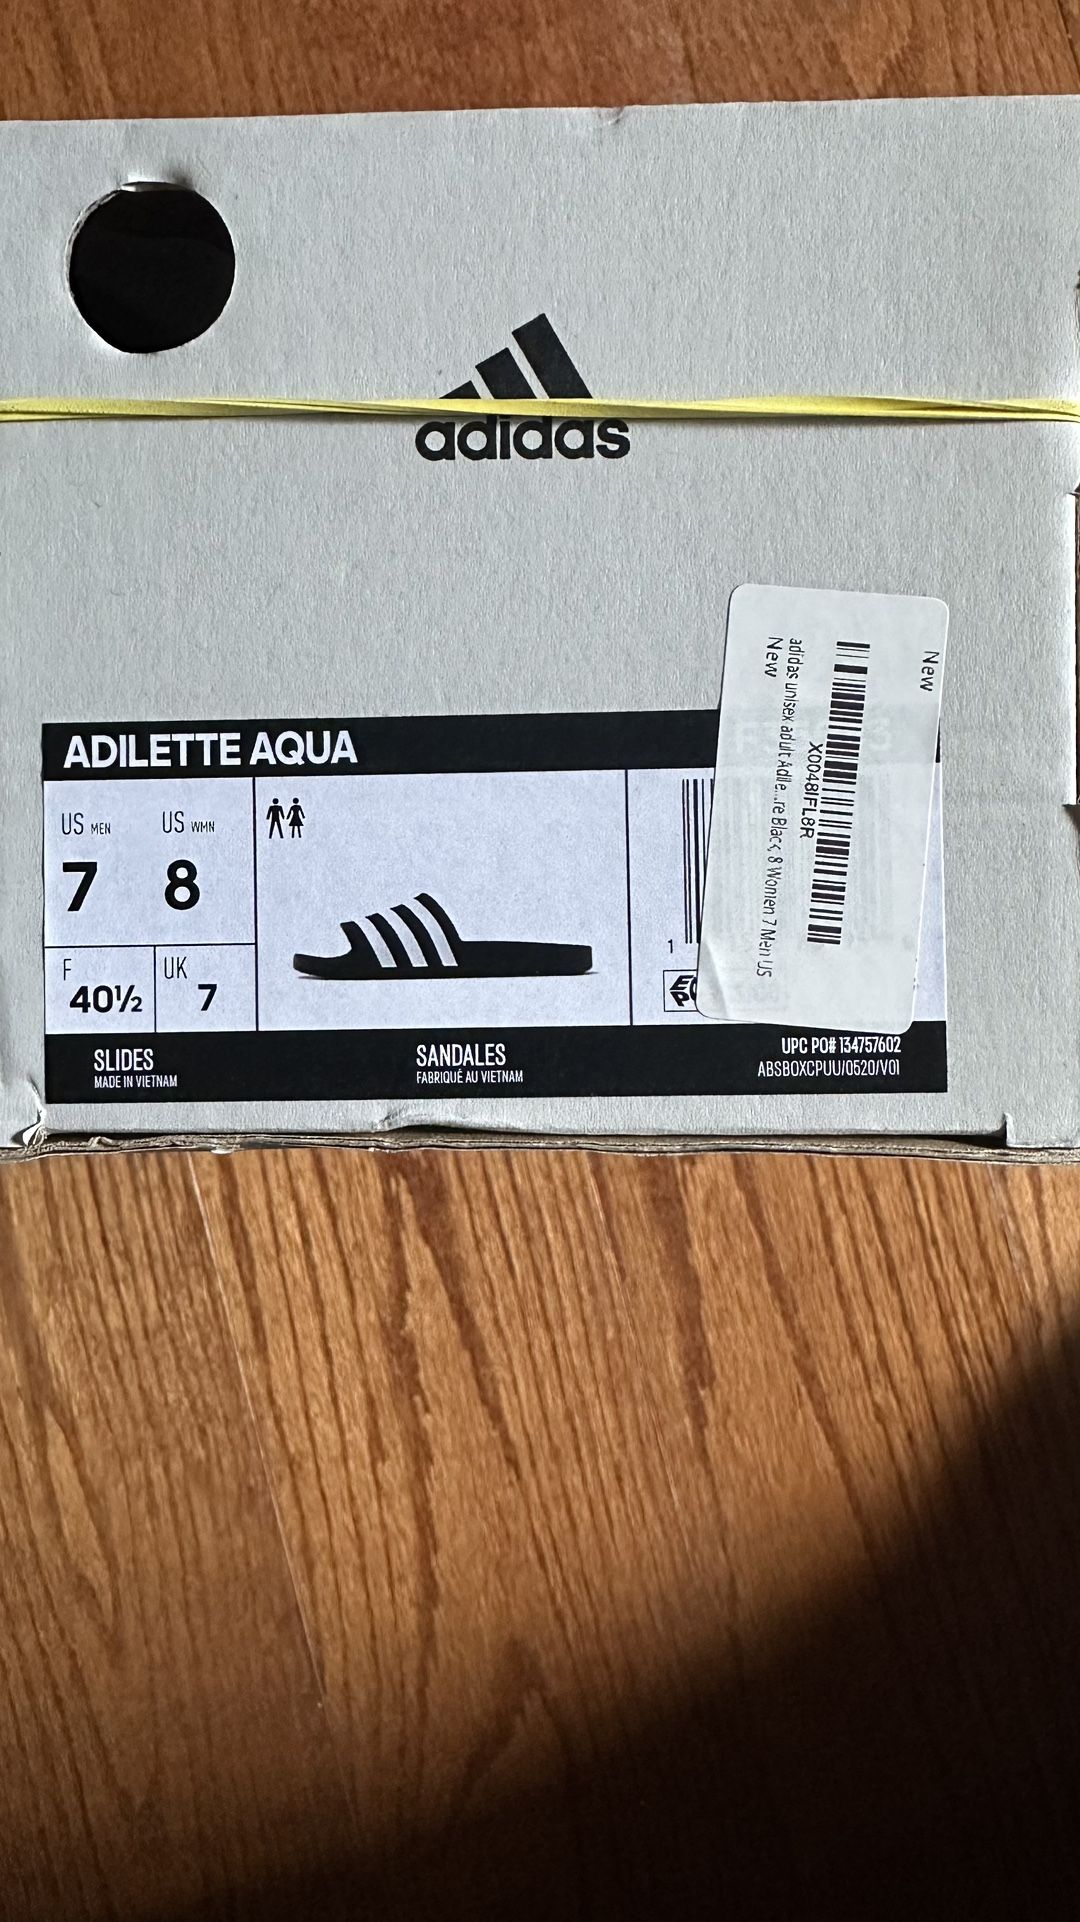 adidas
New
X0048IFL8R
adidas unisex adult Adile...re Black, 8 Women 7 Men US
New
ADILETTE AQUA
US MEN
US WMN
7
8
F
40½
UK
7
1
SLIDES
MADE IN VIETNAM
SANDALES
FABRIQUÉ AU VIETNAM
UPC PO# 134757602
ABSBOXCPUU/0520/V01